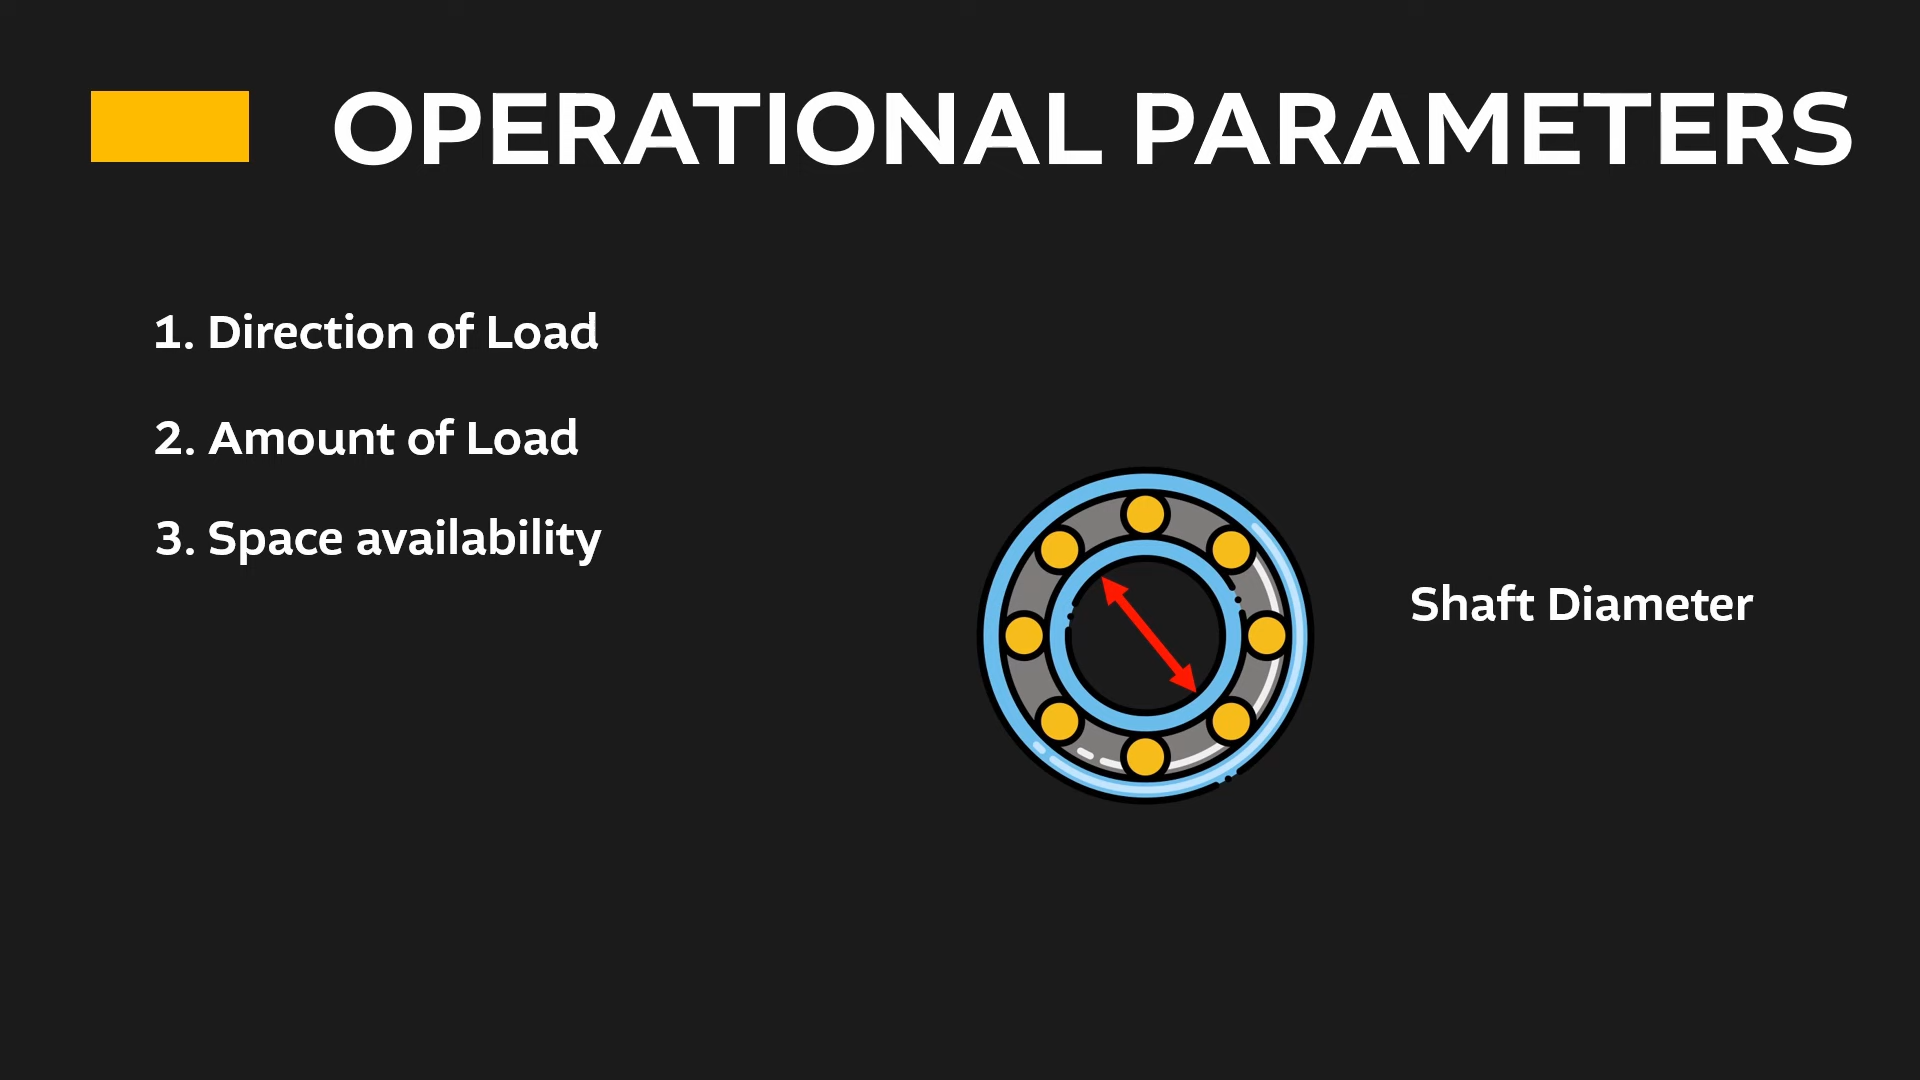 OPERATIONAL PARAMETERS
1. Direction of Load
2. Amount of Load
3. Space availability
Shaft Diameter